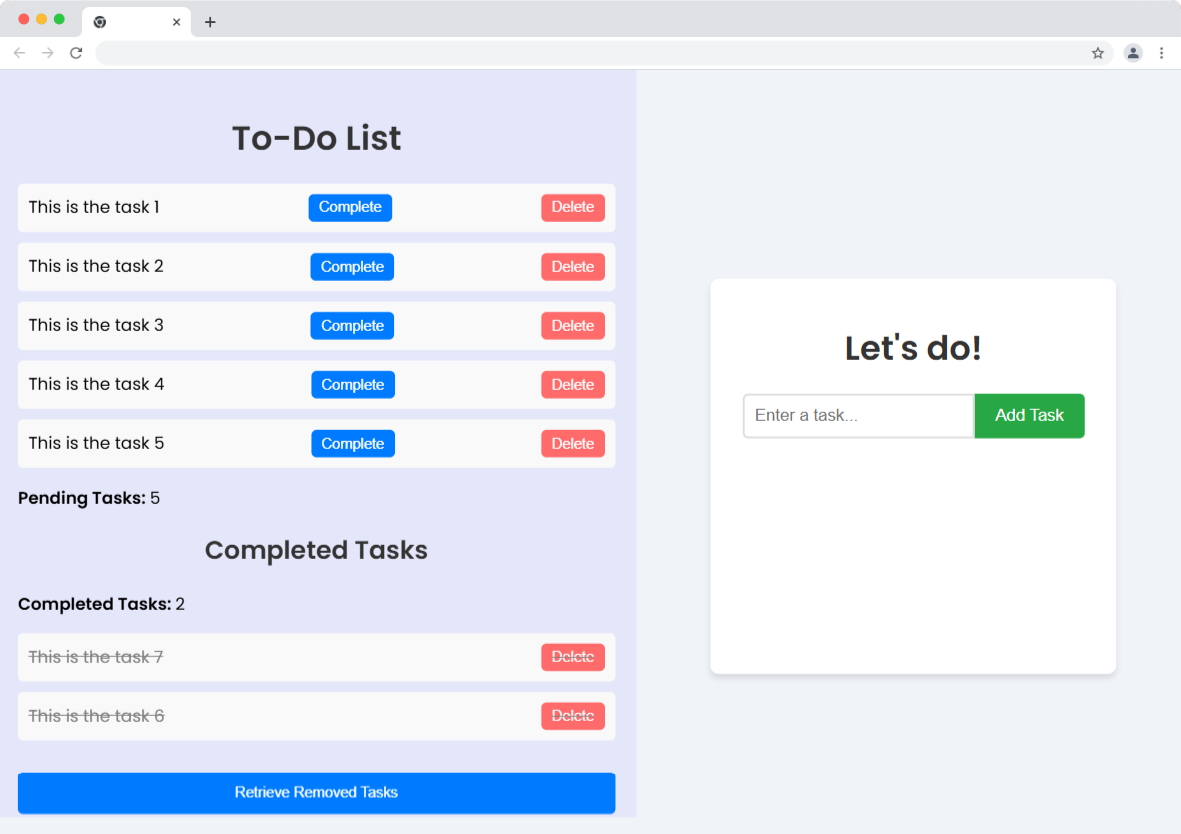 To-Do List
This is the task 1 Complete Delete
This is the task 2 Complete Delete
This is the task 3 Complete Delete
This is the task 4 Complete Delete
This is the task 5 Complete Delete
Pending Tasks: 5
Completed Tasks
Completed Tasks: 2
This is the task 7 Delete
This is the task 6 Delete
Retrieve Removed Tasks
Let's do!
Enter a task... Add Task